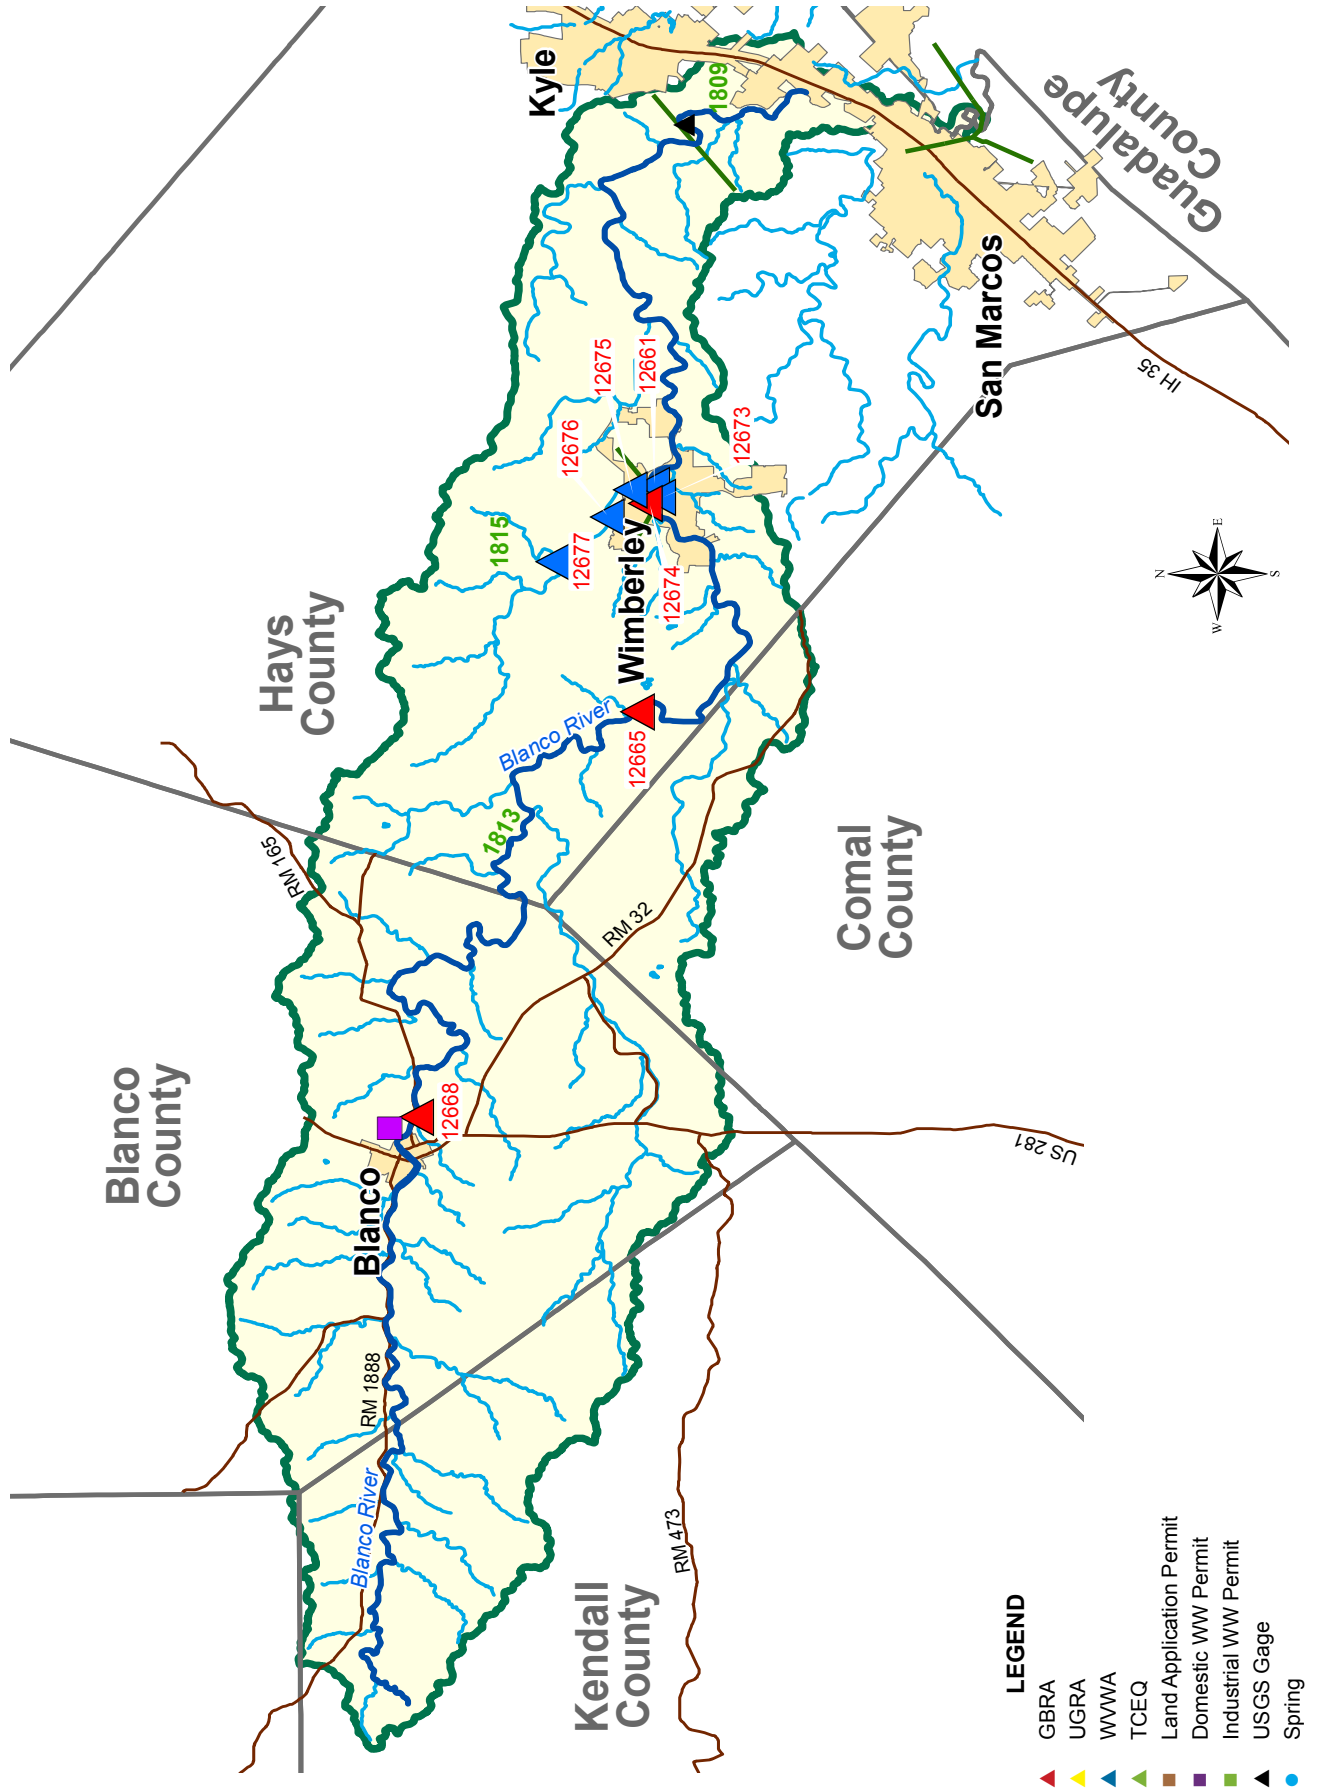 Kyle
1809
Guadalupe
County
San Marcos
IH 35
12675
12661
12676
12673
1815
12677
Wimberley
12674
Hays
County
Blanco River
12665
1813
RM 165
RM 32
Comal
County
Blanco
County
12668
Blanco
US 281
RM 1888
Blanco River
RM 473
Kendall
County
N
E
S
W
LEGEND
GBRA
UGRA
WVWA
TCEQ
Land Application Permit
Domestic WW Permit
Industrial WW Permit
USGS Gage
Spring